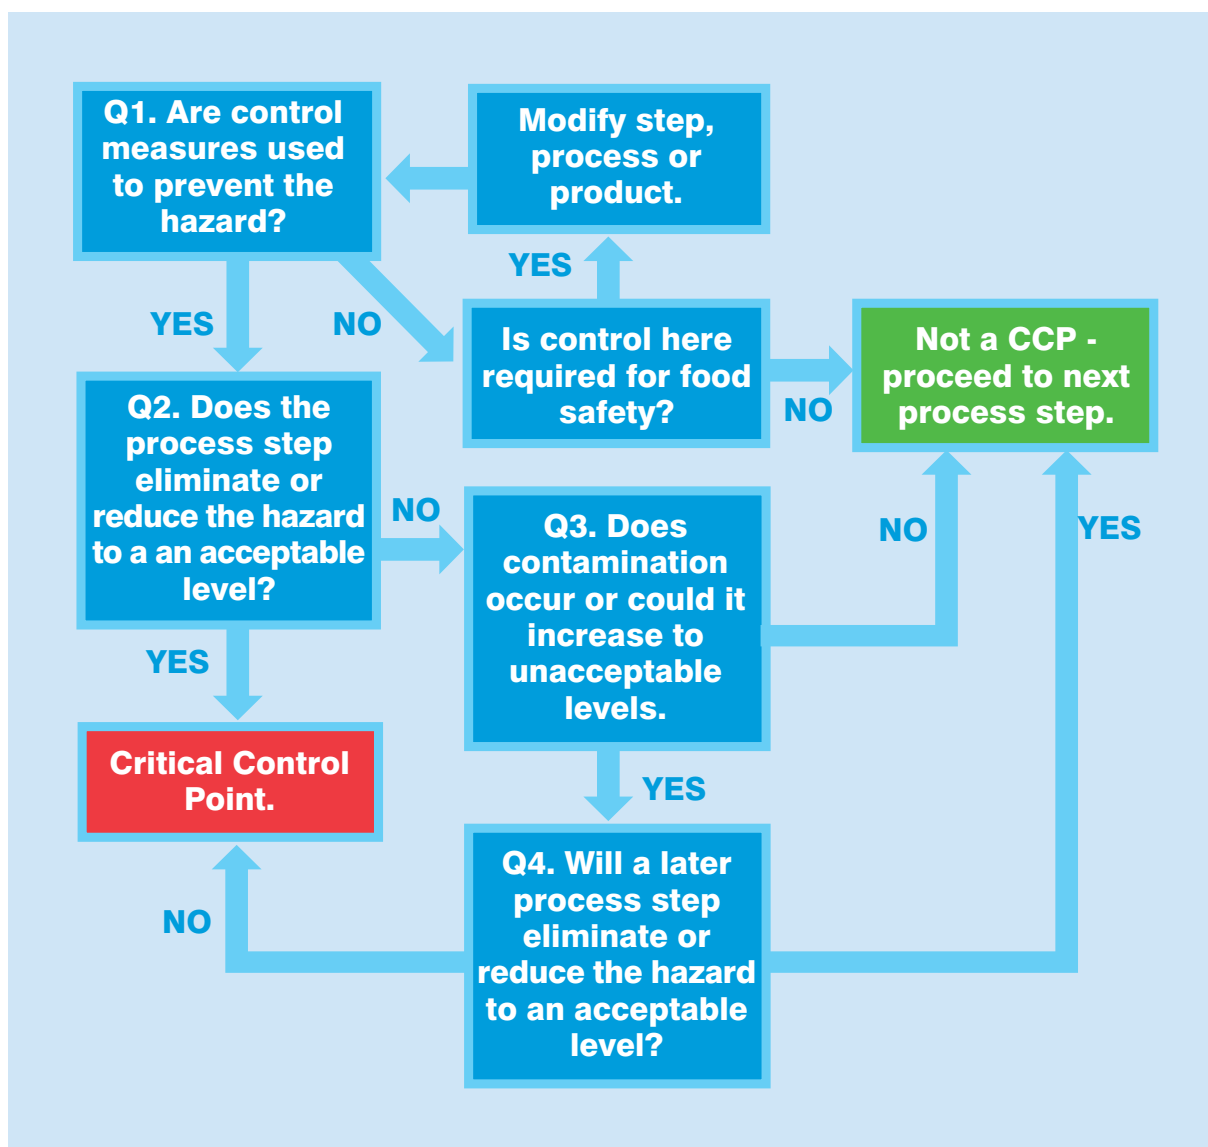 Q1. Are control
measures used
to prevent the
hazard?
Modify step,
process or
product.
YES
YES
NO
Is control here
required for food
safety?
NO
Not a CCP -
proceed to next
process step.
Q2. Does the
process step
eliminate or
reduce the hazard
to a an acceptable
level?
NO
Q3. Does
contamination
occur or could it
increase to
unacceptable
levels.
NO
YES
YES
Critical Control
Point.
YES
Q4. Will a later
process step
eliminate or
reduce the hazard
to an acceptable
level?
NO